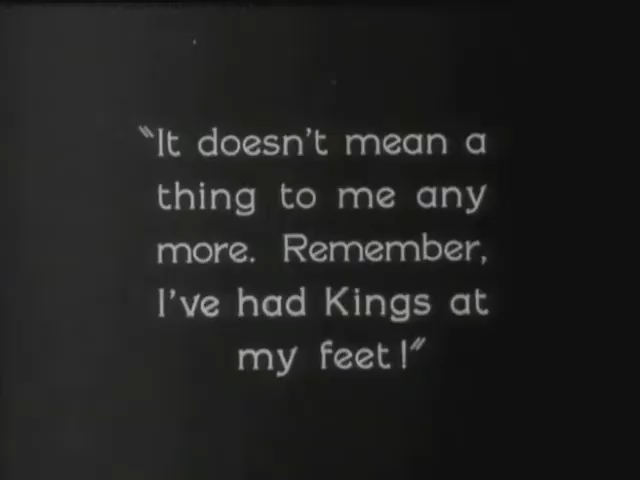 "It doesn't mean a
thing to me any
more. Remember,
I've had Kings at
my feet!"